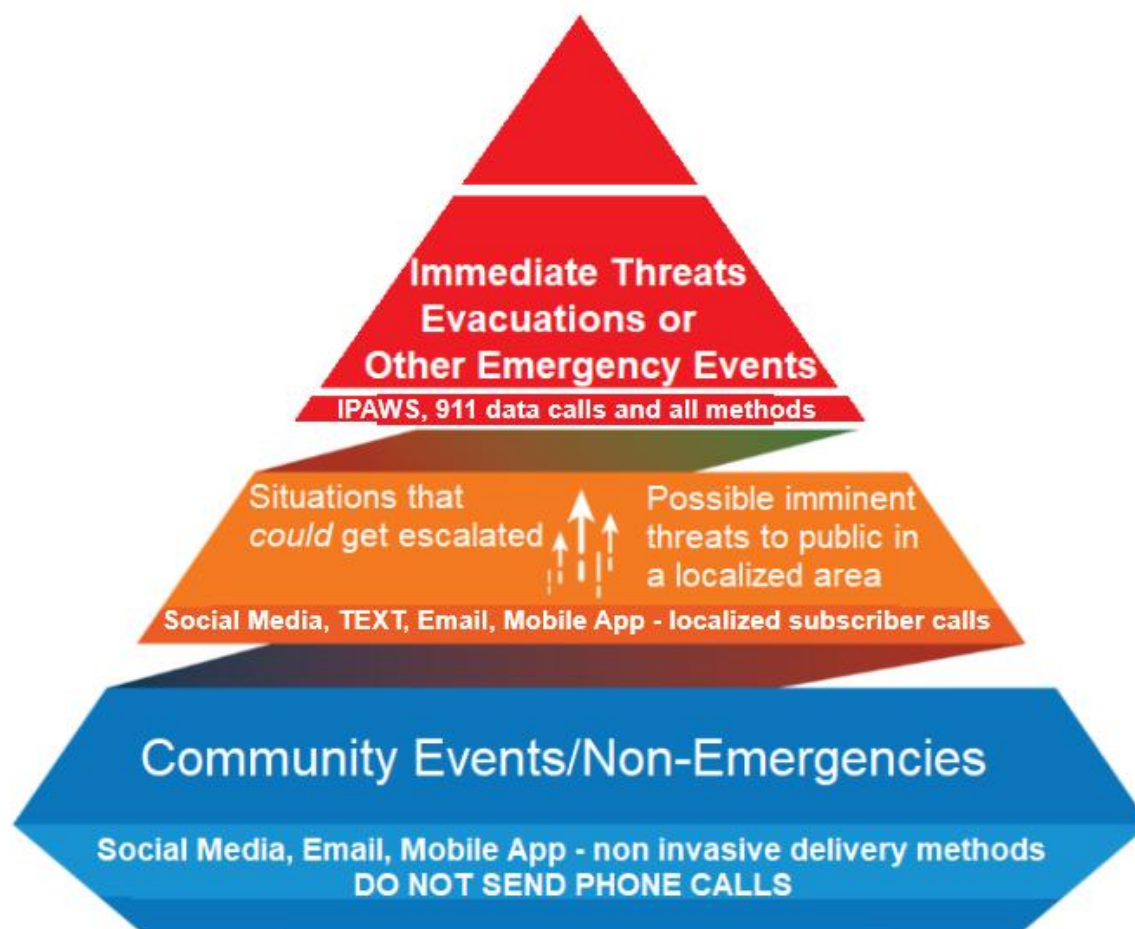 Immediate Threats
Evacuations or
Other Emergency Events
IPAWS, 911 data calls and all methods
Situations that
could get escalated
Possible imminent
threats to public in
a localized area
Social Media, TEXT, Email, Mobile App - localized subscriber calls
Community Events/Non-Emergencies
Social Media, Email, Mobile App - non invasive delivery methods
DO NOT SEND PHONE CALLS